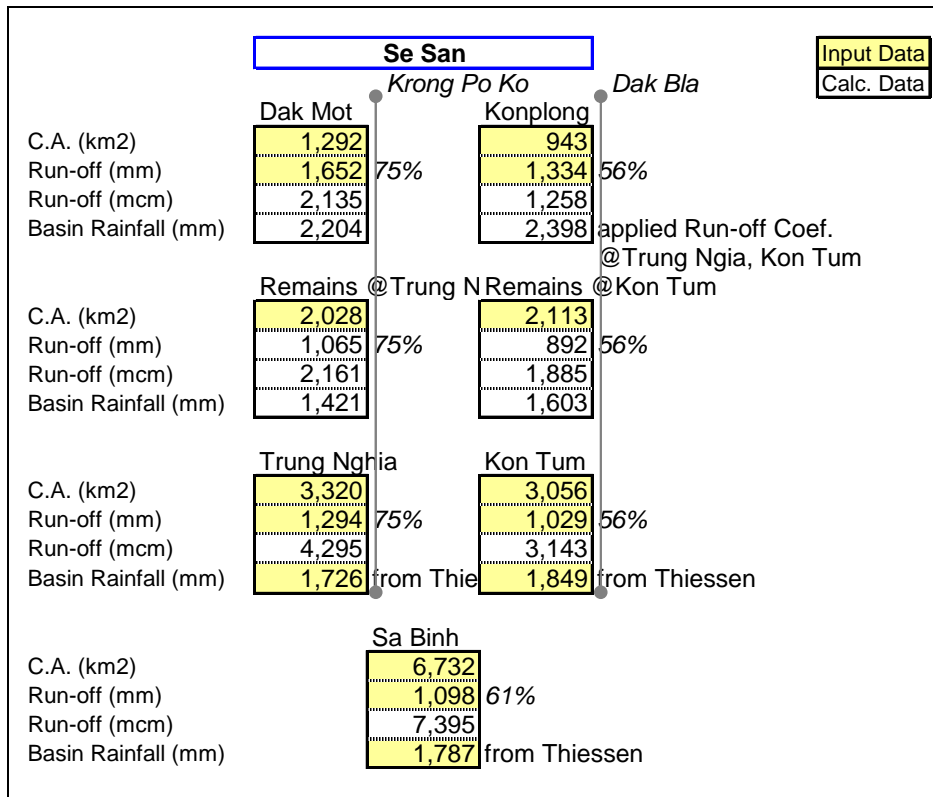 Se San
Input Data
Calc. Data
Krong Po Ko Dak Bla
Dak Mot Konplong
C.A. (km2) 1,292 943
Run-off (mm) 1,652 75% 1,334 56%
Run-off (mcm) 2,135 1,258
Basin Rainfall (mm) 2,204 2,398 applied Run-off Coef.
@Trung Ngia, Kon Tum
Remains @Trung N Remains @Kon Tum
C.A. (km2) 2,028 2,113
Run-off (mm) 1,065 75% 892 56%
Run-off (mcm) 2,161 1,885
Basin Rainfall (mm) 1,421 1,603
Trung Nghia Kon Tum
C.A. (km2) 3,320 3,056
Run-off (mm) 1,294 75% 1,029 56%
Run-off (mcm) 4,295 3,143
Basin Rainfall (mm) 1,726 from Thie 1,849 from Thiessen
Sa Binh
C.A. (km2) 6,732
Run-off (mm) 1,098 61%
Run-off (mcm) 7,395
Basin Rainfall (mm) 1,787 from Thiessen